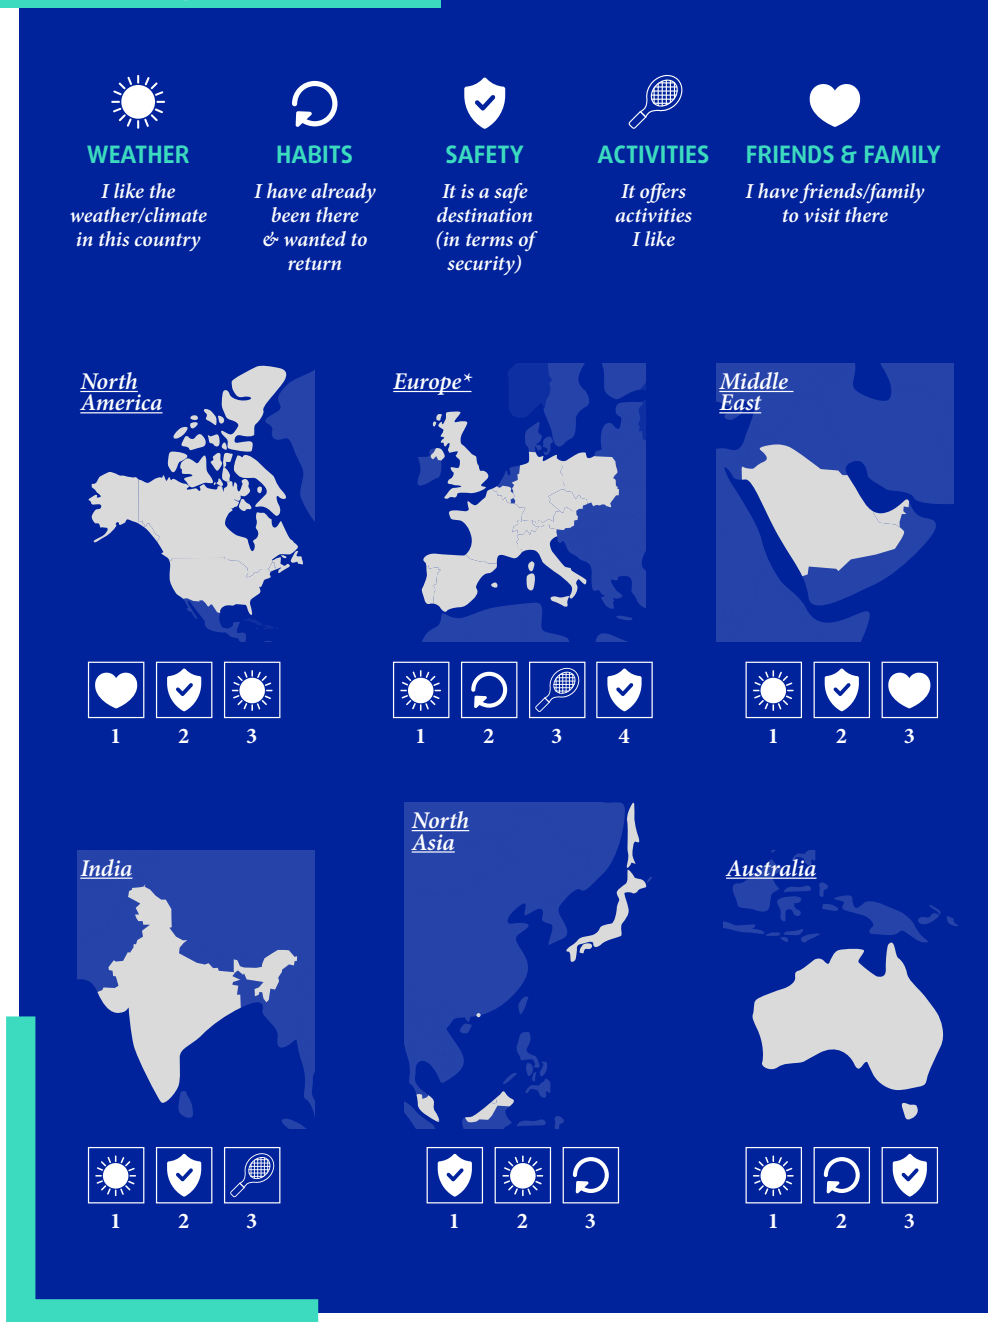 WEATHER
I like the
weather/climate
in this country
HABITS
I have already
been there
& wanted to
return
SAFETY
It is a safe
destination
(in terms of
security)
ACTIVITIES
It offers
activities
I like
FRIENDS & FAMILY
I have friends/family
to visit there
North
America
1 2 3
Europe*
1 2 3 4
Middle
East
1 2 3
India
1 2 3
North
Asia
1 2 3
Australia
1 2 3